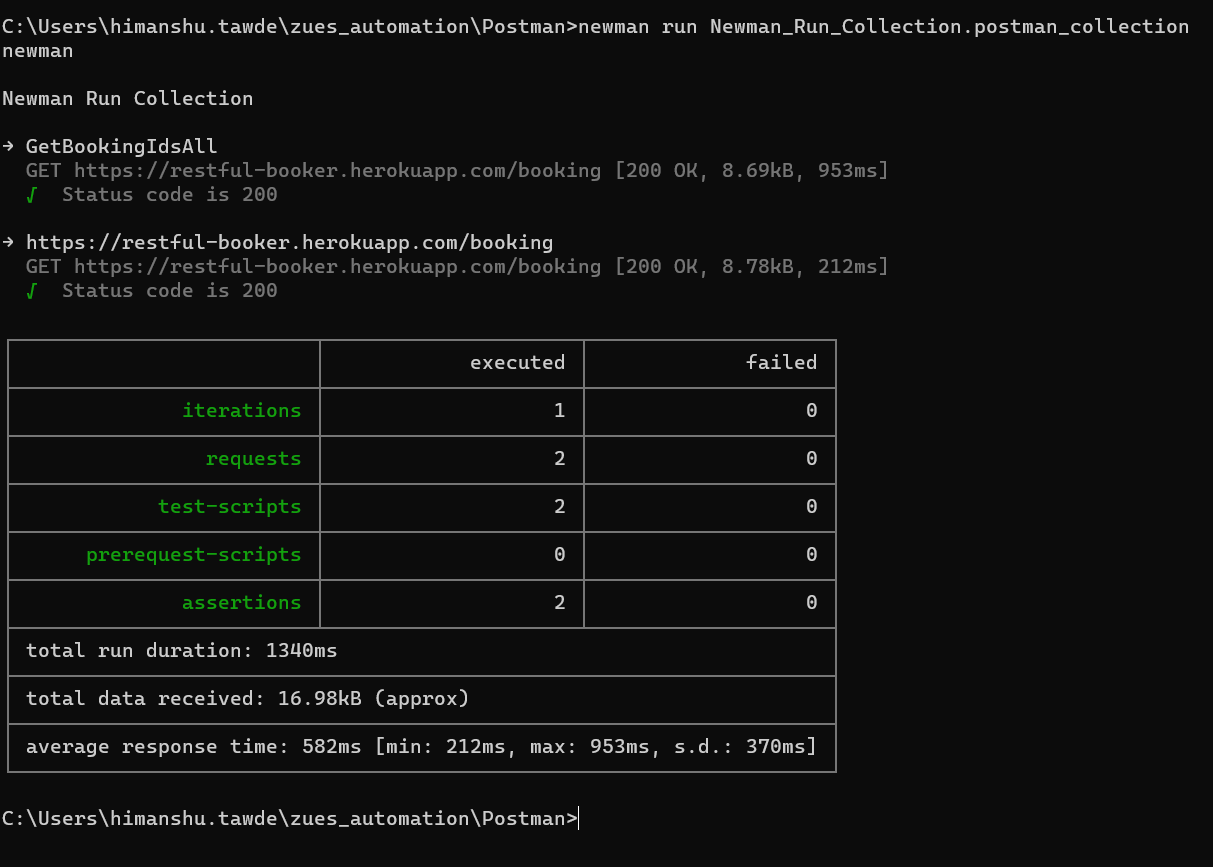 C:\Users\himanshu.tawde\zues_automation\Postman>newman run Newman_Run_Collection.postman_collection
newman

Newman Run Collection

→ GetBookingIdsAll
  GET https://restful-booker.herokuapp.com/booking [200 OK, 8.69kB, 953ms]
  √  Status code is 200

→ https://restful-booker.herokuapp.com/booking
  GET https://restful-booker.herokuapp.com/booking [200 OK, 8.78kB, 212ms]
  √  Status code is 200

executed failed
iterations 1 0
requests 2 0
test-scripts 2 0
prerequest-scripts 0 0
assertions 2 0
total run duration: 1340ms
total data received: 16.98kB (approx)
average response time: 582ms [min: 212ms, max: 953ms, s.d.: 370ms]

C:\Users\himanshu.tawde\zues_automation\Postman>